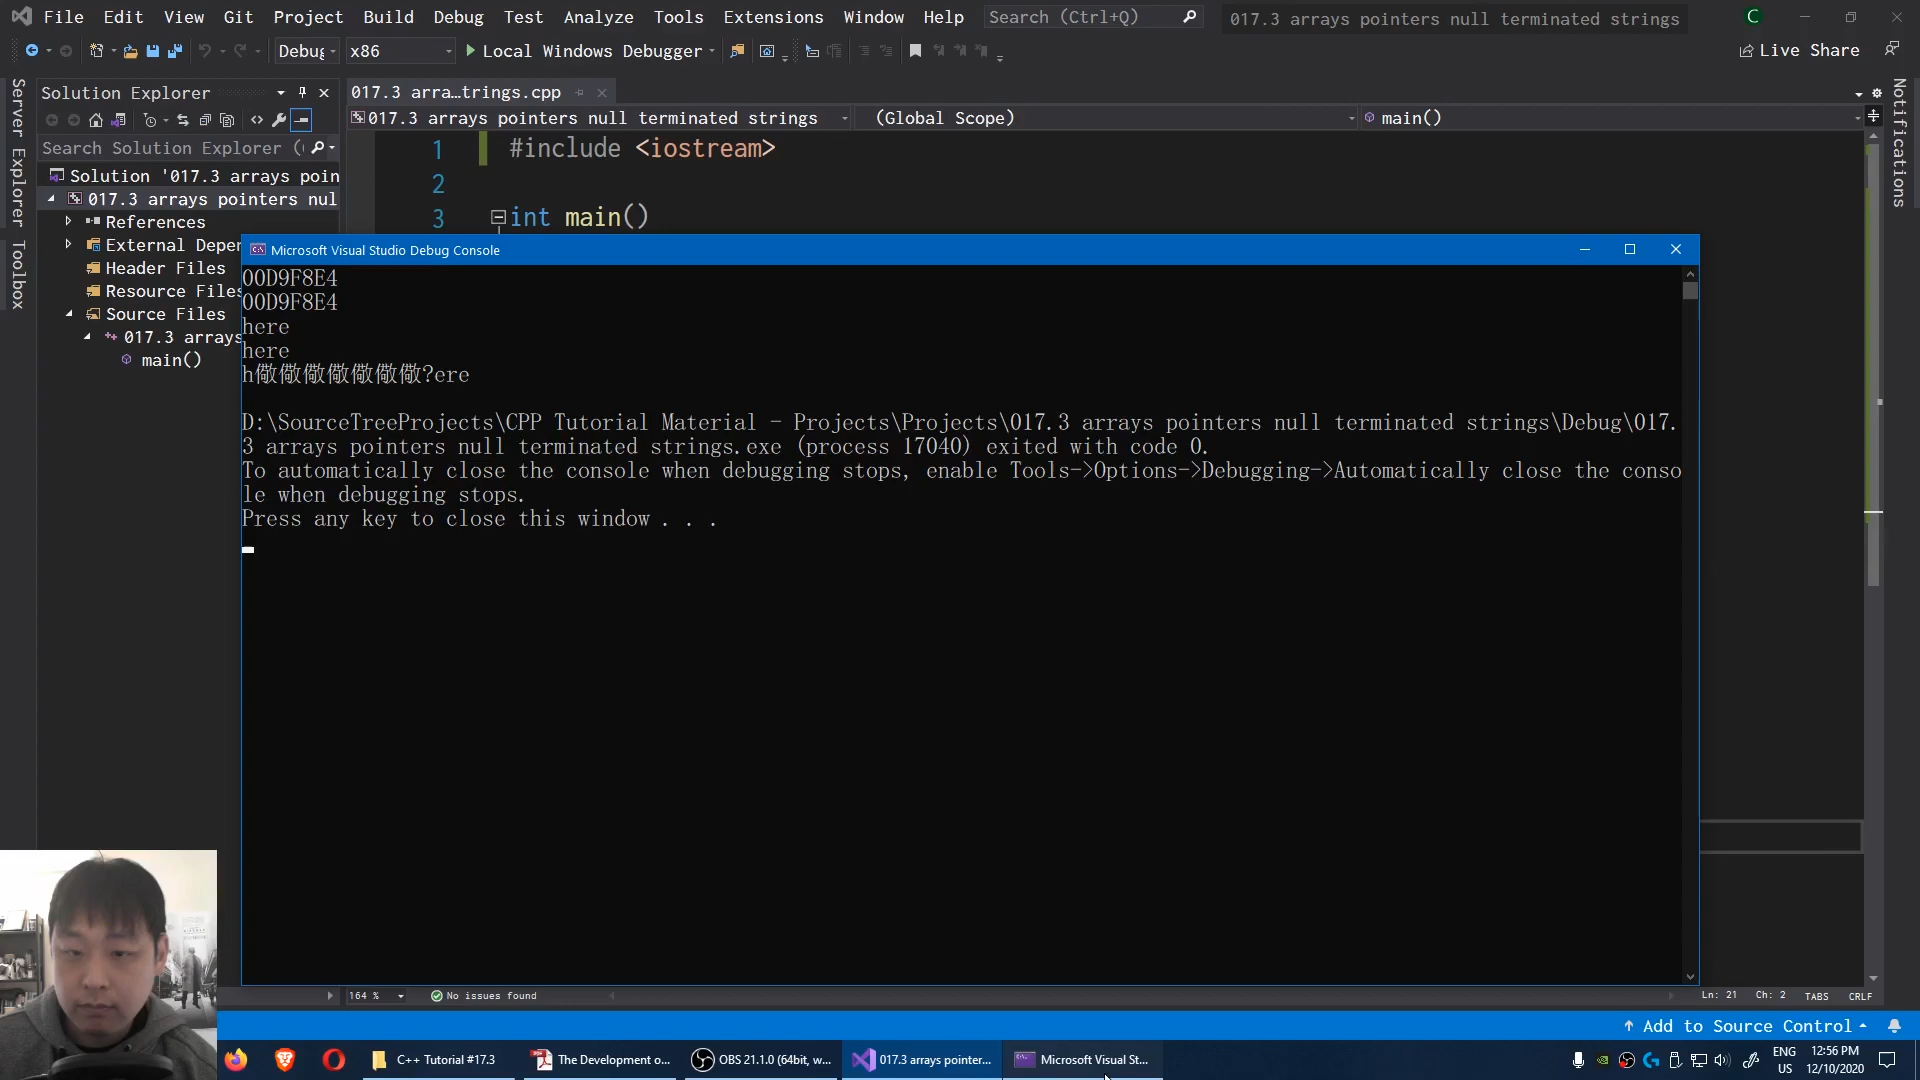 File Edit View Git Project Build Debug Test Analyze Tools Extensions Window Help Search (Ctrl+Q) 017.3 arrays pointers null terminated strings C
Debug x86 Local Windows Debugger Live Share
Server Explorer
Toolbox
Solution Explorer
Search Solution Explorer (
Solution '017.3 arrays poin
017.3 arrays pointers nul
References
External Deper
Header Files
Resource Files
Source Files
017.3 arrays
main()
017.3 arra…trings.cpp
017.3 arrays pointers null terminated strings (Global Scope) main()
1 #include <iostream>
2
3 int main()
Notifications
Microsoft Visual Studio Debug Console
00D9F8E4
00D9F8E4
here
here
h儆儆儆儆儆儆儆?ere
D:\SourceTreeProjects\CPP Tutorial Material - Projects\Projects\017.3 arrays pointers null terminated strings\Debug\017.
3 arrays pointers null terminated strings.exe (process 17040) exited with code 0.
To automatically close the console when debugging stops, enable Tools->Options->Debugging->Automatically close the conso
le when debugging stops.
Press any key to close this window . . .
164 % No issues found Ln: 21 Ch: 2 TABS CRLF
Add to Source Control
C++ Tutorial #17.3 The Development o... OBS 21.1.0 (64bit, w... 017.3 arrays pointer... Microsoft Visual St...
ENG
US
12:56 PM
12/10/2020